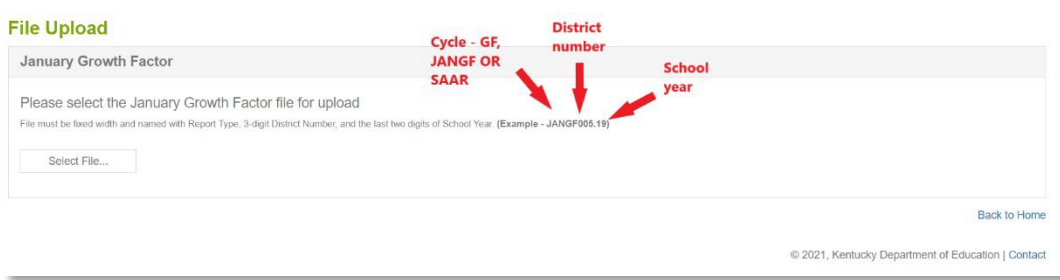 File Upload
Cycle - GF,
JANGF OR
SAAR
District
number
School
year
January Growth Factor
Please select the January Growth Factor file for upload
File must be fixed width and named with Report Type, 3-digit District Number, and the last two digits of School Year. (Example - JANGF005.19)
Select File...
Back to Home
© 2021, Kentucky Department of Education | Contact